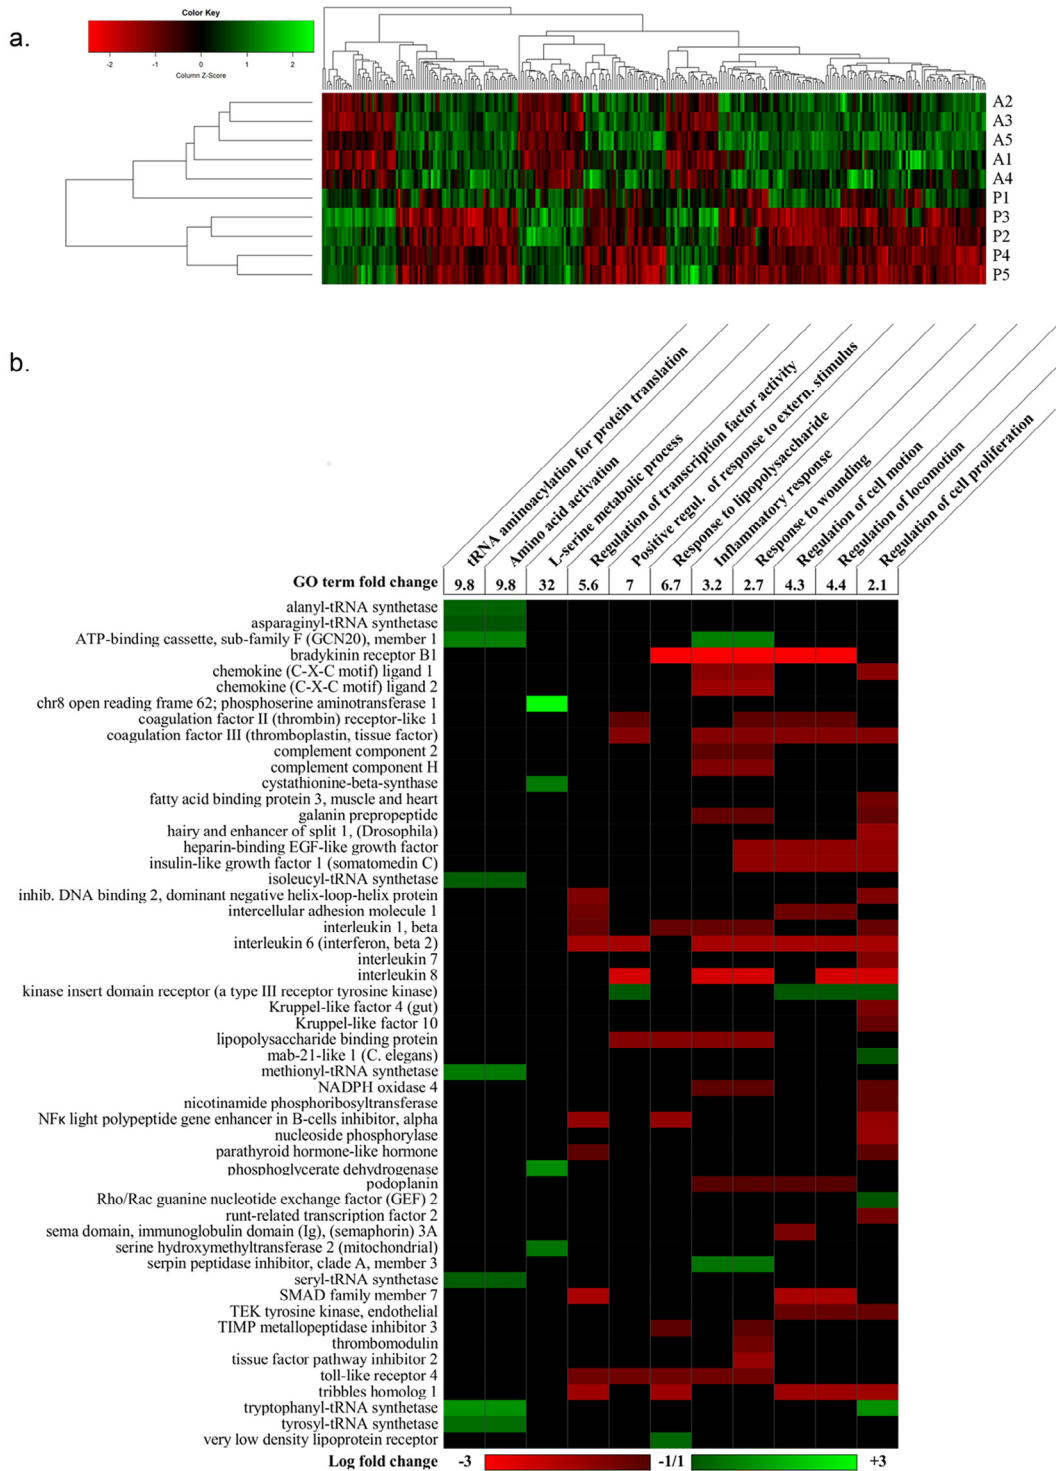 a.
Color Key
-2 -1 0 1 2
Column Z-Score
A2
A3
A5
A1
A4
P1
P3
P2
P4
P5
b.
tRNA aminoacylation for protein translation
Amino acid activation
L-serine metabolic process
Regulation of transcription factor activity
Positive regul. of response to extern. stimulus
Response to lipopolysaccharide
Inflammatory response
Response to wounding
Regulation of cell motion
Regulation of locomotion
Regulation of cell proliferation
GO term fold change 9.8 9.8 32 5.6 7 6.7 3.2 2.7 4.3 4.4 2.1
alanyl-tRNA synthetase
asparaginyl-tRNA synthetase
ATP-binding cassette, sub-family F (GCN20), member 1
bradykinin receptor B1
chemokine (C-X-C motif) ligand 1
chemokine (C-X-C motif) ligand 2
chr8 open reading frame 62; phosphoserine aminotransferase 1
coagulation factor II (thrombin) receptor-like 1
coagulation factor III (thromboplastin, tissue factor)
complement component 2
complement component H
cystathionine-beta-synthase
fatty acid binding protein 3, muscle and heart
galanin prepropeptide
hairy and enhancer of split 1, (Drosophila)
heparin-binding EGF-like growth factor
insulin-like growth factor 1 (somatomedin C)
isoleucyl-tRNA synthetase
inhib. DNA binding 2, dominant negative helix-loop-helix protein
intercellular adhesion molecule 1
interleukin 1, beta
interleukin 6 (interferon, beta 2)
interleukin 7
interleukin 8
kinase insert domain receptor (a type III receptor tyrosine kinase)
Kruppel-like factor 4 (gut)
Kruppel-like factor 10
lipopolysaccharide binding protein
mab-21-like 1 (C. elegans)
methionyl-tRNA synthetase
NADPH oxidase 4
nicotinamide phosphoribosyltransferase
NFκ light polypeptide gene enhancer in B-cells inhibitor, alpha
nucleoside phosphorylase
parathyroid hormone-like hormone
phosphoglycerate dehydrogenase
podoplanin
Rho/Rac guanine nucleotide exchange factor (GEF) 2
runt-related transcription factor 2
sema domain, immunoglobulin domain (Ig), (semaphorin) 3A
serine hydroxymethyltransferase 2 (mitochondrial)
serpin peptidase inhibitor, clade A, member 3
seryl-tRNA synthetase
SMAD family member 7
TEK tyrosine kinase, endothelial
TIMP metallopeptidase inhibitor 3
thrombomodulin
tissue factor pathway inhibitor 2
toll-like receptor 4
tribbles homolog 1
tryptophanyl-tRNA synthetase
tyrosyl-tRNA synthetase
very low density lipoprotein receptor
Log fold change -3 -1/1 +3